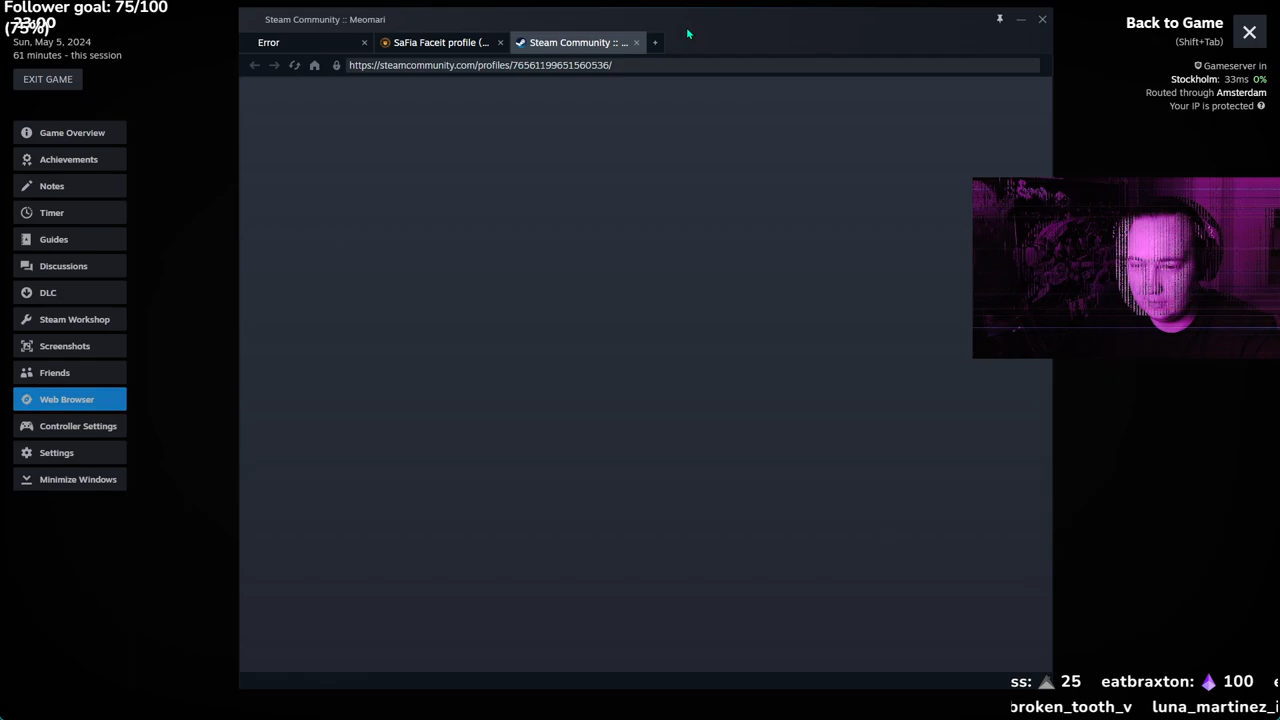 Follower goal: 75/100
(75%)
23:00
Sun, May 5, 2024
61 minutes - this session
EXIT GAME
Game Overview
Achievements
Notes
Timer
Guides
Discussions
DLC
Steam Workshop
Screenshots
Friends
Web Browser
Controller Settings
Settings
Minimize Windows
Steam Community :: Meomari
Error
SaFia Faceit profile (...
Steam Community :: ...
https://steamcommunity.com/profiles/76561199651560536/
Back to Game
(Shift+Tab)
Gameserver in
Stockholm: 33ms 0%
Routed through Amsterdam
Your IP is protected
ss: 25 eatbraxton: 100
broken_tooth_v luna_martinez_i